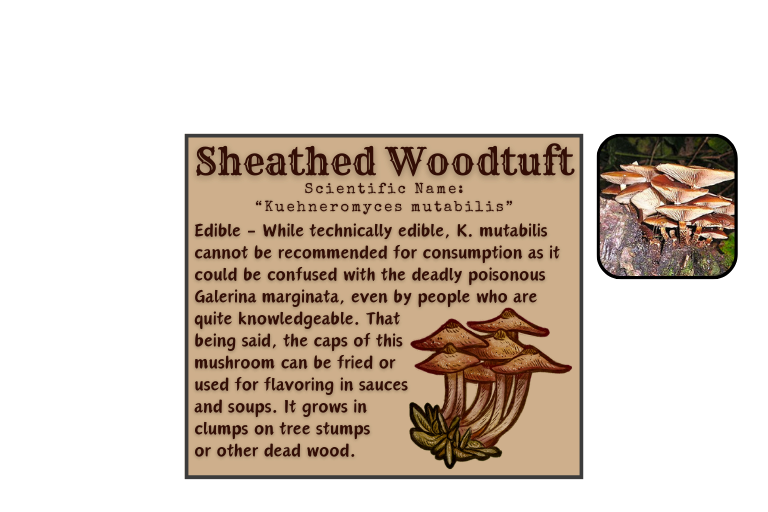 Sheathed Woodtuft
Scientific Name:
“Kuehneromyces mutabilis”
Edible – While technically edible, K. mutabilis
cannot be recommended for consumption as it
could be confused with the deadly poisonous
Galerina marginata, even by people who are
quite knowledgeable. That
being said, the caps of this
mushroom can be fried or
used for flavoring in sauces
and soups. It grows in
clumps on tree stumps
or other dead wood.